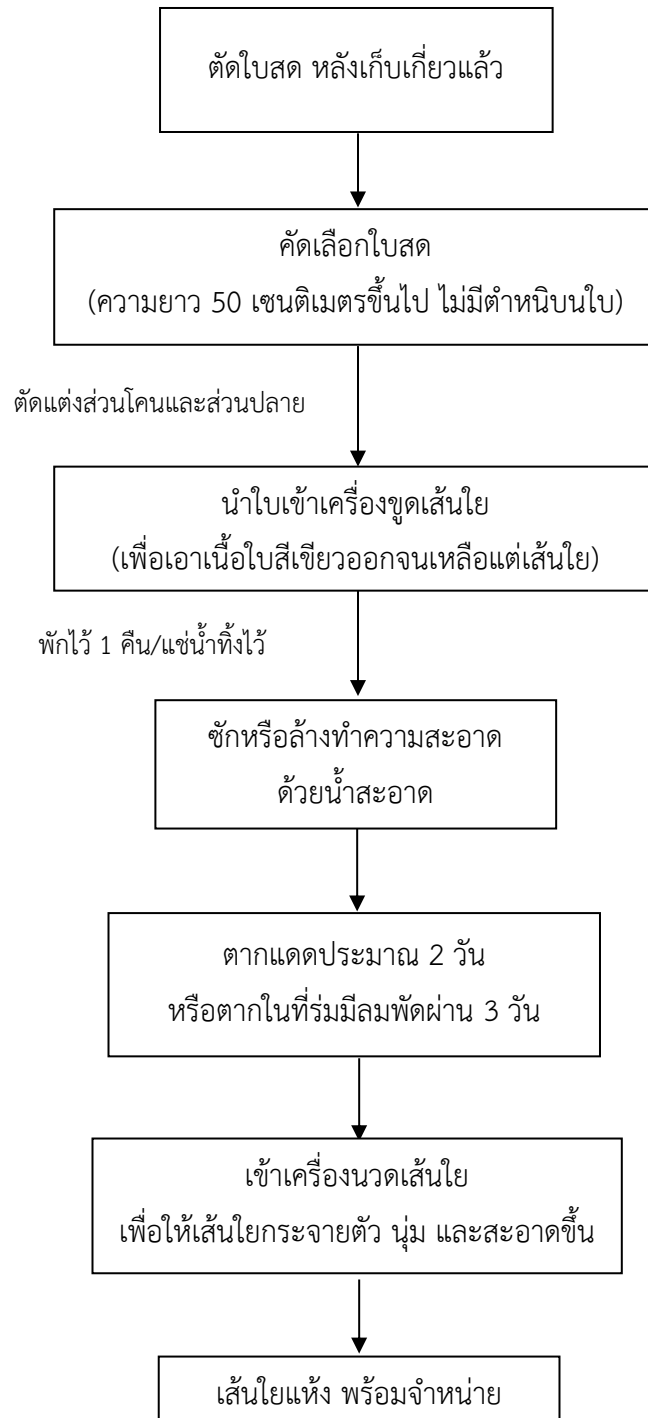 ตัดใบสด หลังเก็บเกี่ยวแล้ว
คัดเลือกใบสด
(ความยาว 50 เซนติเมตรขึ้นไป ไม่มีตำหนิบนใบ)
ตัดแต่งส่วนโคนและส่วนปลาย
นำใบเข้าเครื่องขูดเส้นใย
(เพื่อเอาเนื้อใบสีเขียวออกจนเหลือแต่เส้นใย)
พักไว้ 1 คืน/แช่น้ำทิ้งไว้
ซักหรือล้างทำความสะอาด
ด้วยน้ำสะอาด
ตากแดดประมาณ 2 วัน
หรือตากในที่ร่มมีลมพัดผ่าน 3 วัน
เข้าเครื่องนวดเส้นใย
เพื่อให้เส้นใยกระจายตัว นุ่ม และสะอาดขึ้น
เส้นใยแห้ง พร้อมจำหน่าย